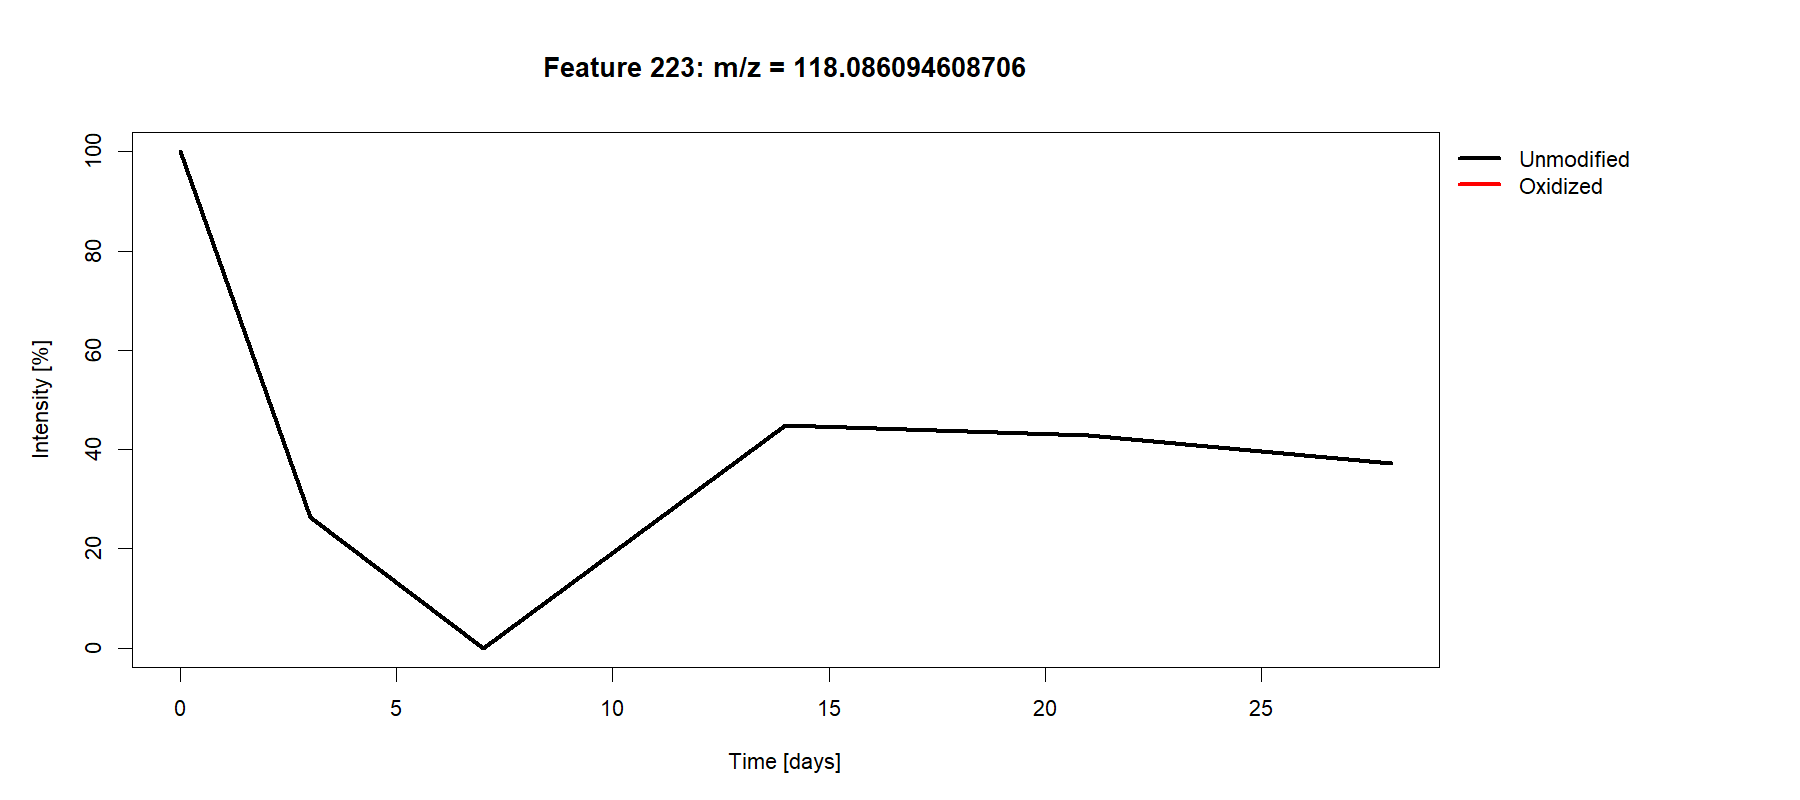 Feature 223: m/z = 118.086094608706
Unmodified
Oxidized
Intensity [%]
100
80
60
40
20
0
0 5 10 15 20 25
Time [days]